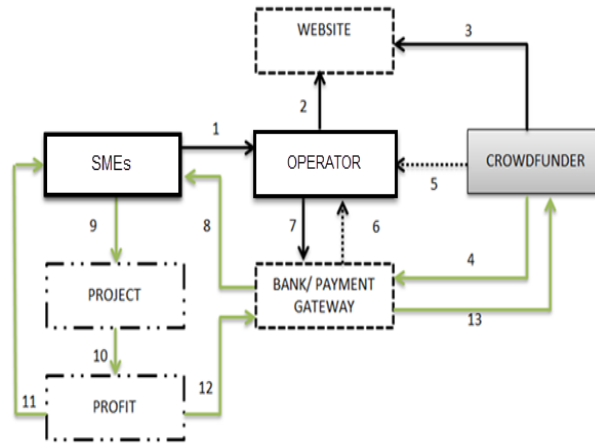 WEBSITE
3
2
1
SMEs
OPERATOR
CROWDFUNDER
5
9
8
7
6
4
PROJECT
BANK/ PAYMENT
GATEWAY
13
10
11
12
PROFIT